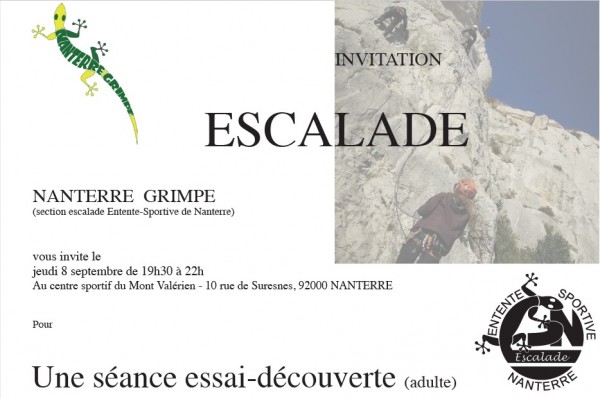 NANTERRE GRIMPE
INVITATION
ESCALADE
NANTERRE GRIMPE
(section escalade Entente-Sportive de Nanterre)
vous invite le
jeudi 8 septembre de 19h30 à 22h
Au centre sportif du Mont Valérien - 10 rue de Suresnes, 92000 NANTERRE
Pour
Une séance essai-découverte (adulte)
ENTENTE SPORTIVE
Escalade
NANTERRE